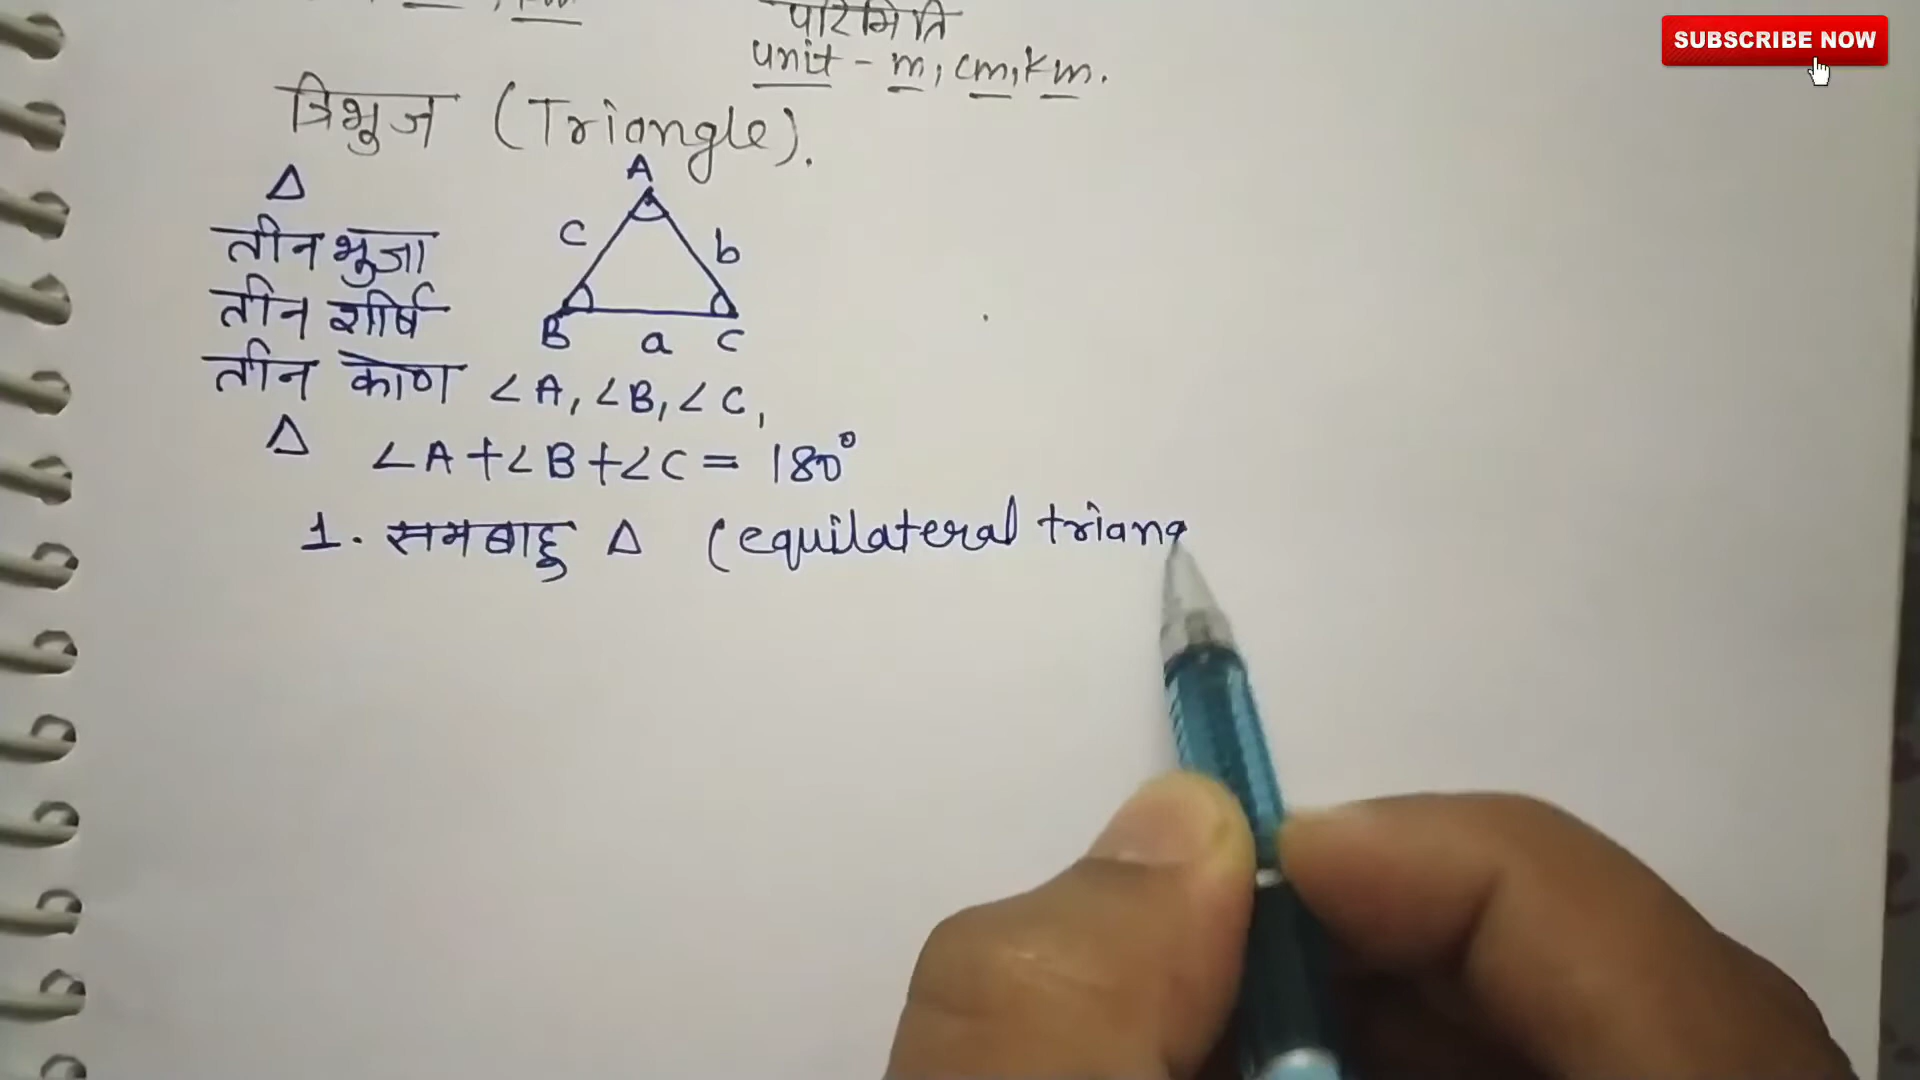 परिमिति
unit - m, cm, km.
SUBSCRIBE NOW
त्रिभुज (Triangle).
Δ
A
c
b
B
a
C
तीन भुजा
तीन शीर्ष
तीन कोण ∠A, ∠B, ∠C,
Δ ∠A+∠B+∠C = 180°
1. समबाहु Δ (equilateral triang